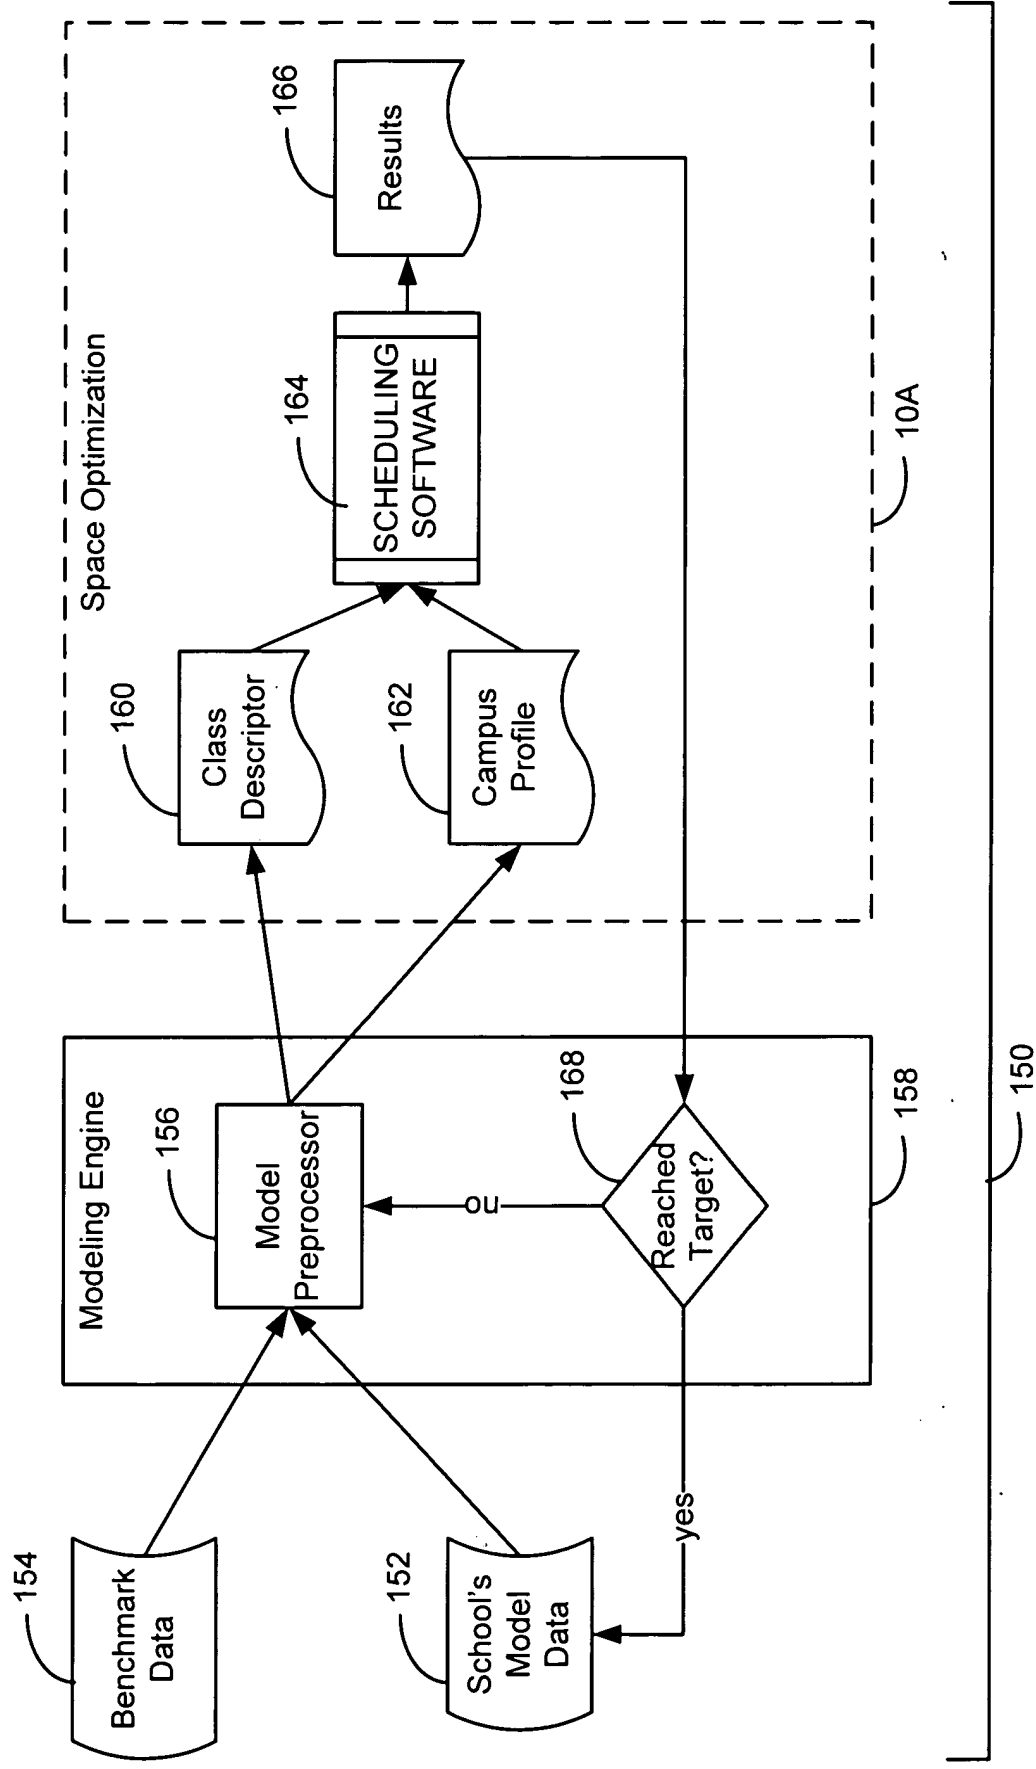 Space Optimization
166
Results
164
SCHEDULING
SOFTWARE
160
Class
Descriptor
162
Campus
Profile
10A
Modeling Engine
156
Model
Preprocessor
168
Reached
Target?
no
yes
158
154
Benchmark
Data
152
School's
Model
Data
150